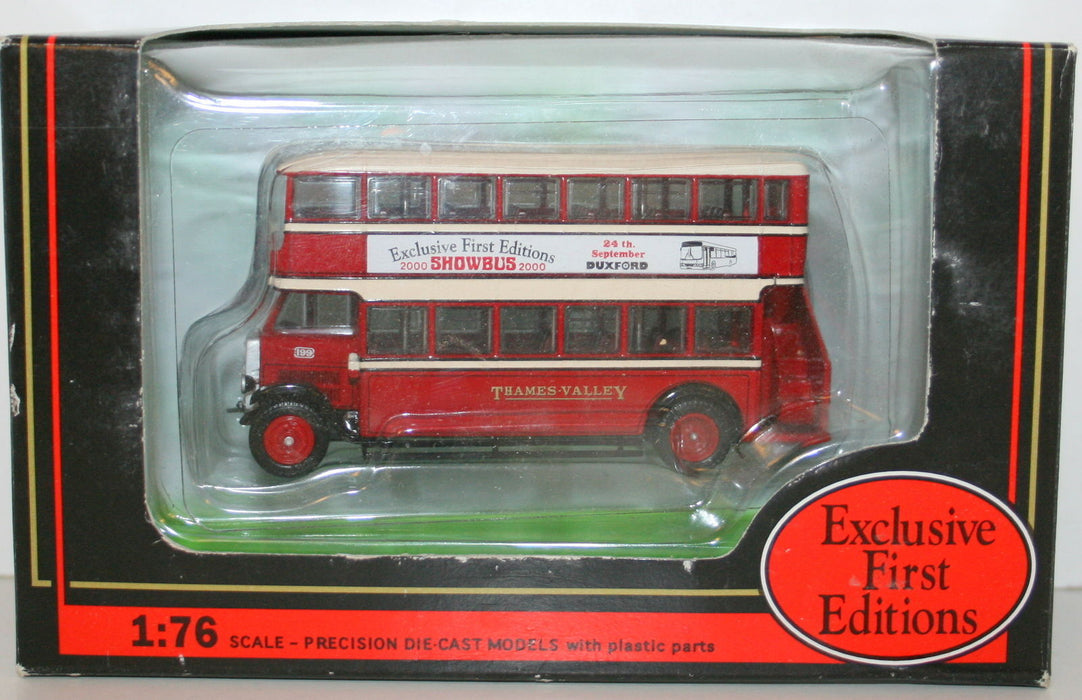 Exclusive First Editions
2000 SHOWBUS 2000
24 th.
September
DUXFORD
199
THAMES-VALLEY
Exclusive
First
Editions
1:76 SCALE – PRECISION DIE-CAST MODELS with plastic parts